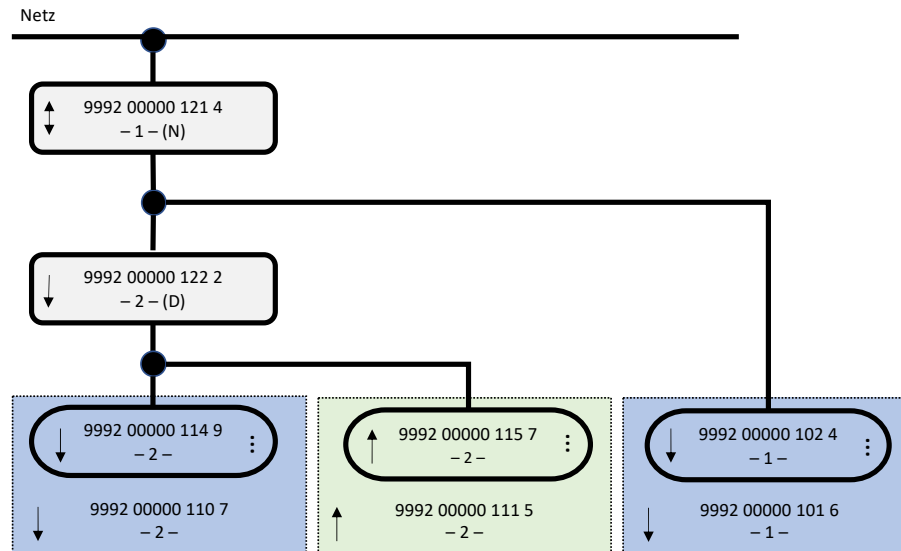 Netz
9992 00000 121 4
– 1 – (N)
9992 00000 122 2
– 2 – (D)
9992 00000 114 9
– 2 –
9992 00000 110 7
– 2 –
9992 00000 115 7
– 2 –
9992 00000 111 5
– 2 –
9992 00000 102 4
– 1 –
9992 00000 101 6
– 1 –